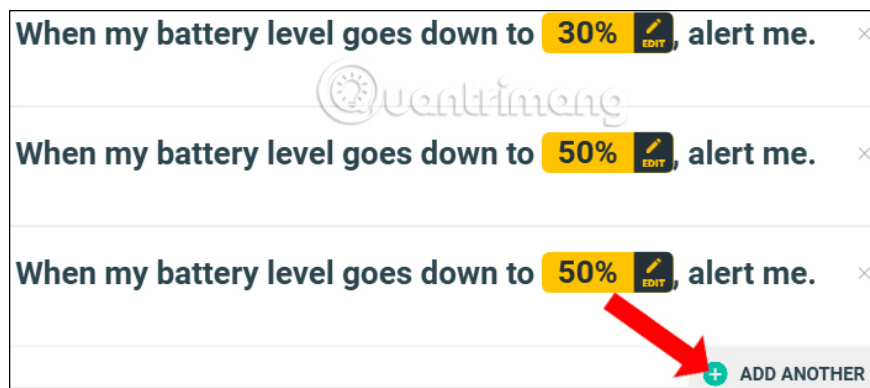 When my battery level goes down to 30% EDIT, alert me.
Quantrimang
When my battery level goes down to 50% EDIT, alert me.
When my battery level goes down to 50% EDIT, alert me.
ADD ANOTHER